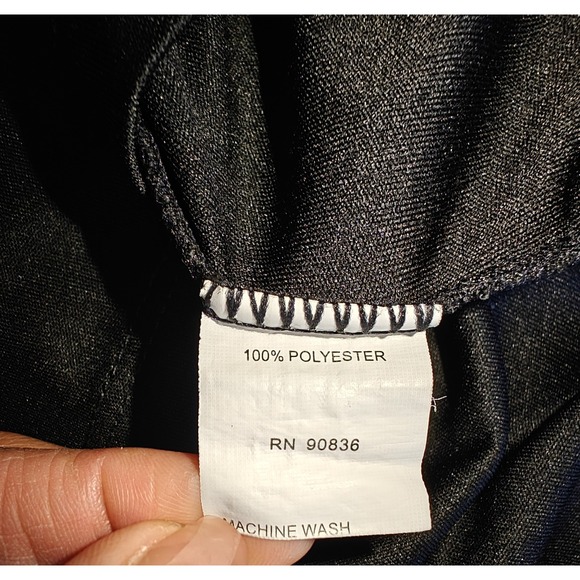 100% POLYESTER
RN 90836
MACHINE WASH